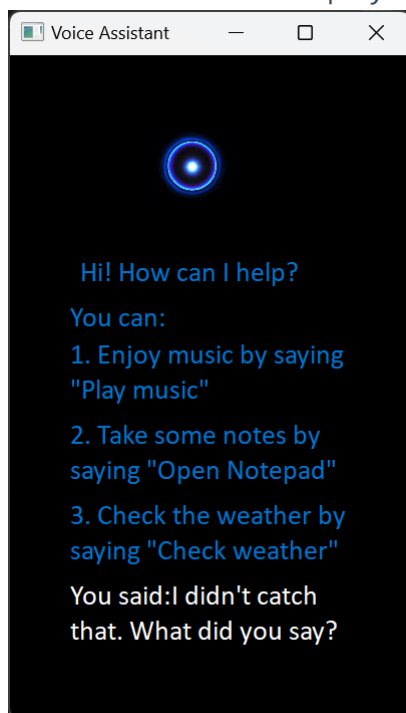 Voice Assistant
Hi! How can I help?
You can:
1. Enjoy music by saying
"Play music"
2. Take some notes by
saying "Open Notepad"
3. Check the weather by
saying "Check weather"
You said:I didn't catch
that. What did you say?